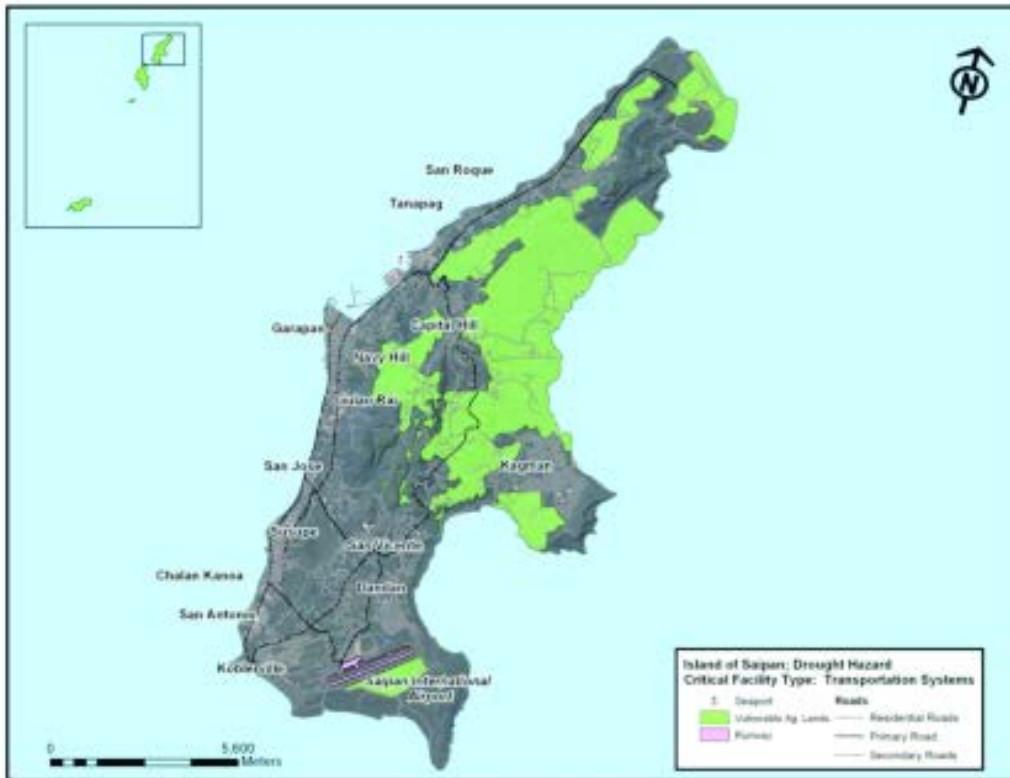 N
San Roque
Tanapag
Capital Hill
Garapan
Navy Hill
San Jose
Kagman
Susupe
San Vicente
Chalan Kanoa
Dandan
San Antonio
Koblerville
Saipan International
Airport
Island of Saipan; Drought Hazard
Critical Facility Type: Transportation Systems
Seaport
Roads
Vulnerable Ag. Lands
Residential Roads
Runway
Primary Road
Secondary Roads
0 5,600
Meters